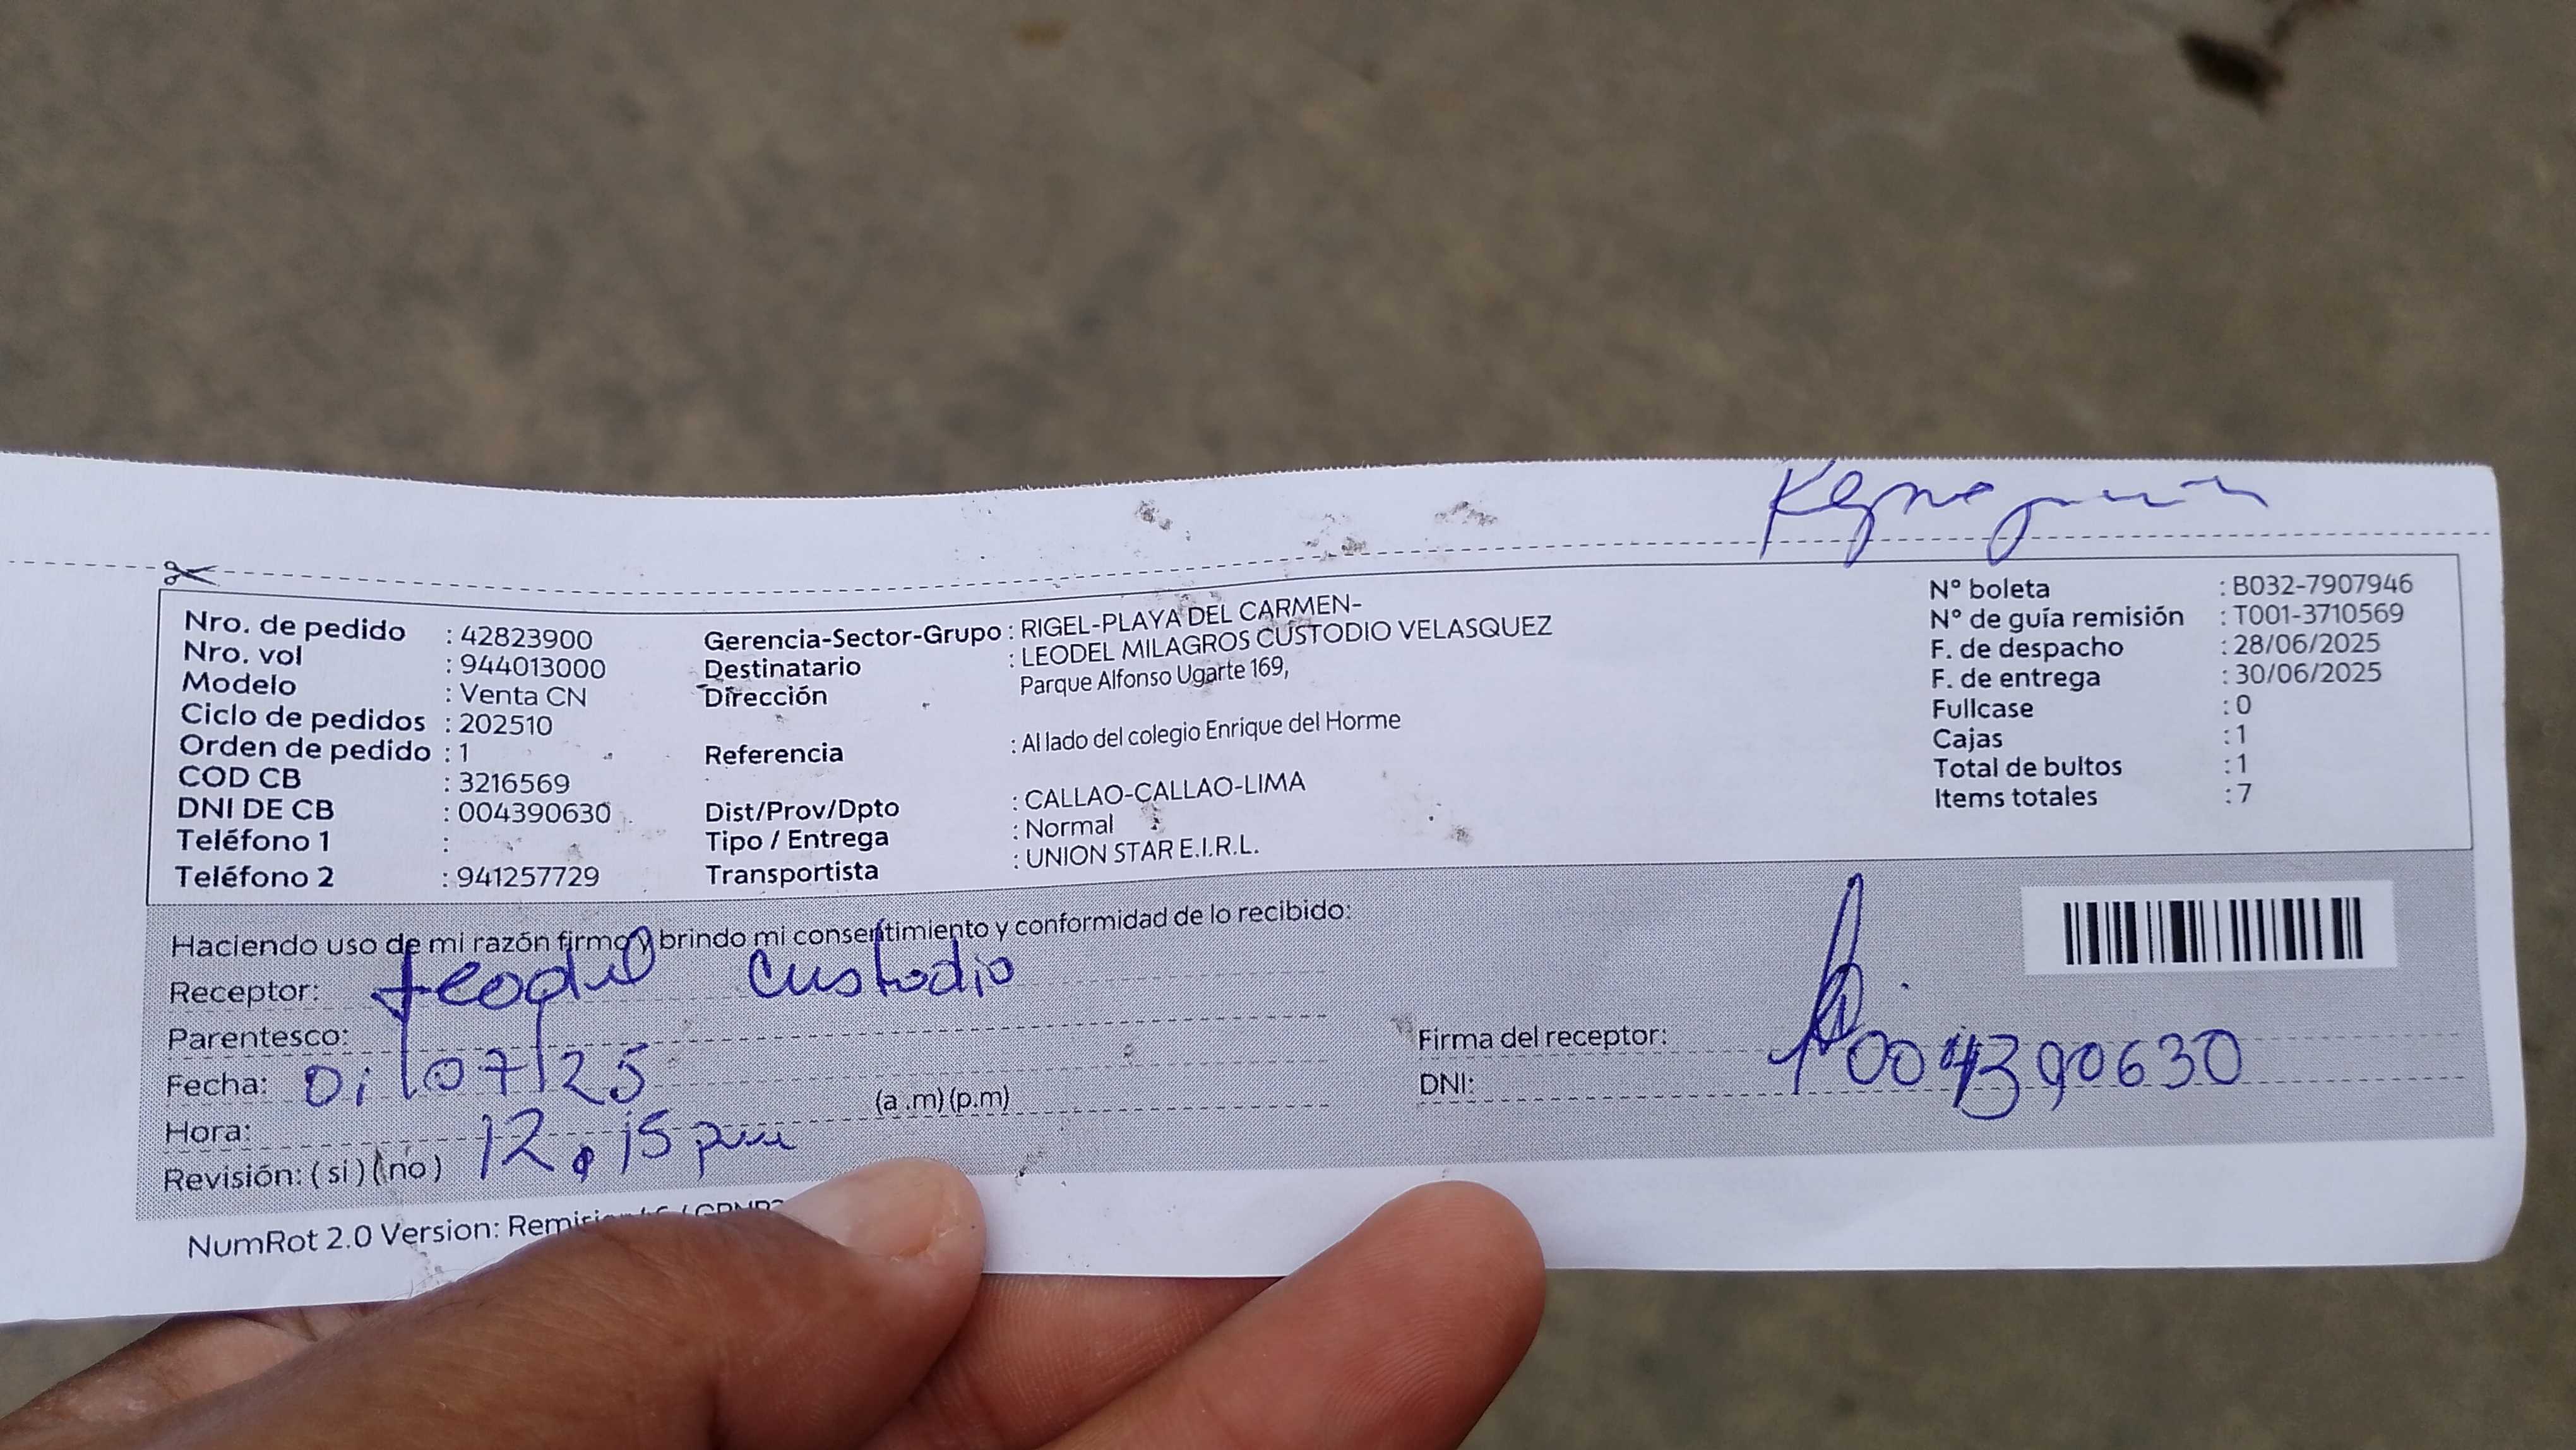 Nro. de pedido : 42823900
Nro. vol : 944013000
Modelo : Venta CN
Ciclo de pedidos : 202510
Orden de pedido : 1
COD CB : 3216569
DNI DE CB : 004390630
Teléfono 1 :
Teléfono 2 : 941257729
Gerencia-Sector-Grupo : RIGEL-PLAYA DEL CARMEN-
Destinatario : LEODEL MILAGROS CUSTODIO VELASQUEZ
Dirección Parque Alfonso Ugarte 169,
Referencia : Al lado del colegio Enrique del Horme
Dist/Prov/Dpto : CALLAO-CALLAO-LIMA
Tipo / Entrega : Normal
Transportista : UNION STAR E.I.R.L.
N° boleta : B032-7907946
N° de guía remisión : T001-3710569
F. de despacho : 28/06/2025
F. de entrega : 30/06/2025
Fullcase : 0
Cajas : 1
Total de bultos : 1
Items totales : 7
Haciendo uso de mi razón firmo y brindo mi consentimiento y conformidad de lo recibido:
Receptor: Leodel Custodio
Parentesco:
Fecha: 01/07/25
Hora: 12:15 pm (a .m) (p.m)
Revisión: ( si ) ( no )
Firma del receptor:
DNI: 004390630
NumRot 2.0 Version: